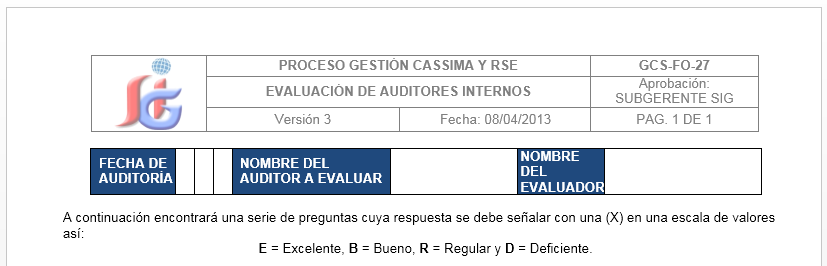 PROCESO GESTIÓN CASSIMA Y RSE
GCS-FO-27
EVALUACIÓN DE AUDITORES INTERNOS
Aprobación:
SUBGERENTE SIG
Versión 3
Fecha: 08/04/2013
PAG. 1 DE 1
FECHA DE
AUDITORÍA
NOMBRE DEL
AUDITOR A EVALUAR
NOMBRE
DEL
EVALUADOR
A continuación encontrará una serie de preguntas cuya respuesta se debe señalar con una (X) en una escala de valores
así:
E = Excelente, B = Bueno, R = Regular y D = Deficiente.